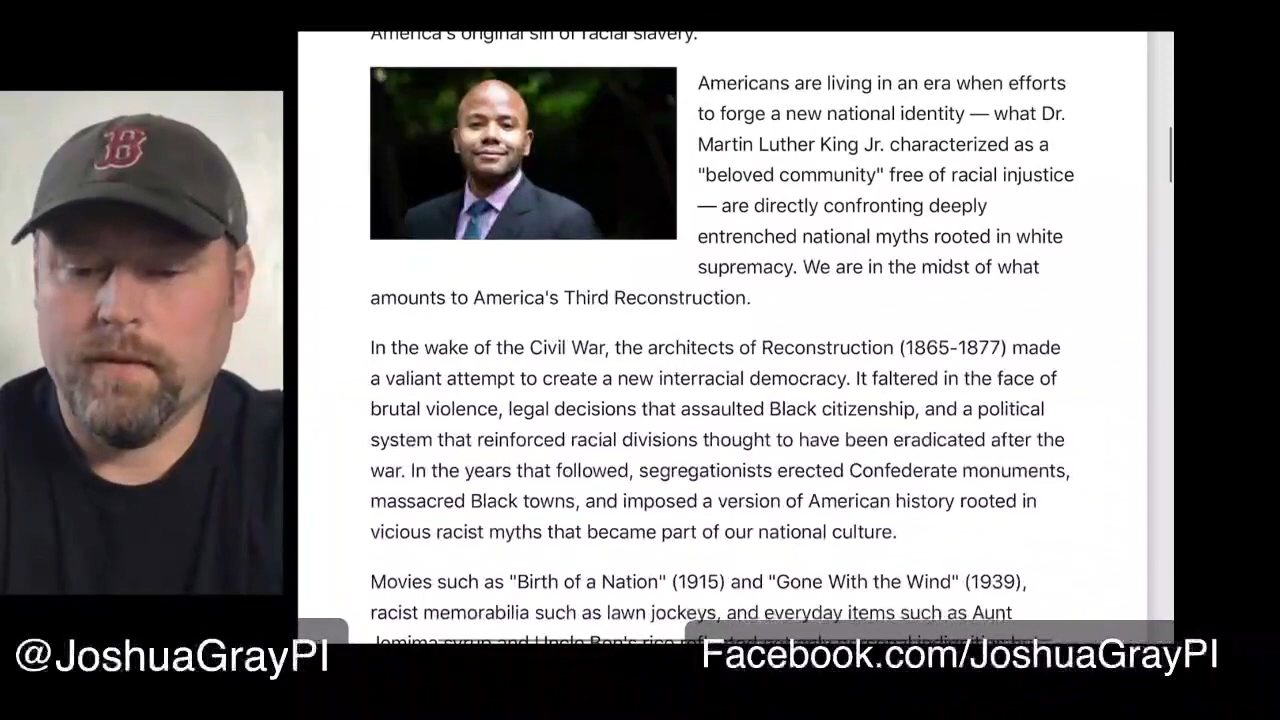 America's original sin of racial slavery.
B
Americans are living in an era when efforts
to forge a new national identity — what Dr.
Martin Luther King Jr. characterized as a
"beloved community" free of racial injustice
— are directly confronting deeply
entrenched national myths rooted in white
supremacy. We are in the midst of what
amounts to America's Third Reconstruction.
In the wake of the Civil War, the architects of Reconstruction (1865-1877) made
a valiant attempt to create a new interracial democracy. It faltered in the face of
brutal violence, legal decisions that assaulted Black citizenship, and a political
system that reinforced racial divisions thought to have been eradicated after the
war. In the years that followed, segregationists erected Confederate monuments,
massacred Black towns, and imposed a version of American history rooted in
vicious racist myths that became part of our national culture.
Movies such as "Birth of a Nation" (1915) and "Gone With the Wind" (1939),
racist memorabilia such as lawn jockeys, and everyday items such as Aunt
Jemima syrup and Uncle Ben's rice
@JoshuaGrayPI
Facebook.com/JoshuaGrayPI